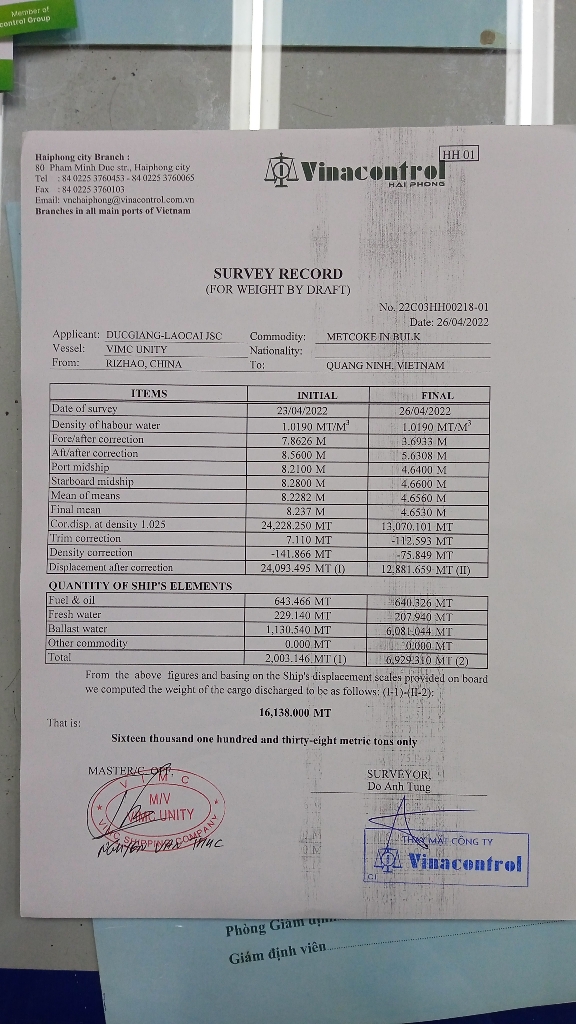 Member of
control Group
Haiphong city Branch :
80 Pham Minh Duc str., Haiphong city
Tel : 84 0225 3760453 - 84 0225 3760065
Fax : 84 0225 3760103
Email: vnchaiphong@vinacontrol.com.vn
Branches in all main ports of Vietnam
Vinacontrol
HAI PHONG
HH 01
SURVEY RECORD
(FOR WEIGHT BY DRAFT)
No. 22C03HH00218-01
Date: 26/04/2022
Applicant: DUCGIANG-LAOCAI JSC Commodity: METCOKE IN BULK
Vessel: VIMC UNITY Nationality:
From: RIZHAO, CHINA To: QUANG NINH, VIETNAM
ITEMS INITIAL FINAL
Date of survey 23/04/2022 26/04/2022
Density of habour water 1.0190 MT/M3 1.0190 MT/M3
Fore/after correction 7.8626 M 3.6933 M
Aft/after correction 8.5600 M 5.6308 M
Port midship 8.2100 M 4.6400 M
Starboard midship 8.2800 M 4.6600 M
Mean of means 8.2282 M 4.6560 M
Final mean 8.237 M 4.6530 M
Cor.disp. at density 1.025 24,228.250 MT 13,070.101 MT
Trim correction 7.110 MT -112.593 MT
Density correction -141.866 MT -75.849 MT
Displacement after correction 24,093.495 MT (I) 12,881.659 MT (II)
QUANTITY OF SHIP'S ELEMENTS
Fuel & oil 643.466 MT 640.326 MT
Fresh water 229.140 MT 207.940 MT
Ballast water 1,130.540 MT 6,081.044 MT
Other commodity 0.000 MT 0.000 MT
Total 2,003.146 MT (1) 6,929.310 MT (2)
From the above figures and basing on the Ship's displacement scales provided on board
we computed the weight of the cargo discharged to be as follows: (I-1)-(II-2):
16,138.000 MT
That is:
Sixteen thousand one hundred and thirty-eight metric tons only
MASTER/C. OFF.
VIMC
M/V
VIMC UNITY
VIMC SHIPPING COMPANY
NGUYEN VAN THUC
SURVEYOR,
Do Anh Tung
THAY MẶT CÔNG TY
Vinacontrol
C1
Phòng Giám định
Giám định viên